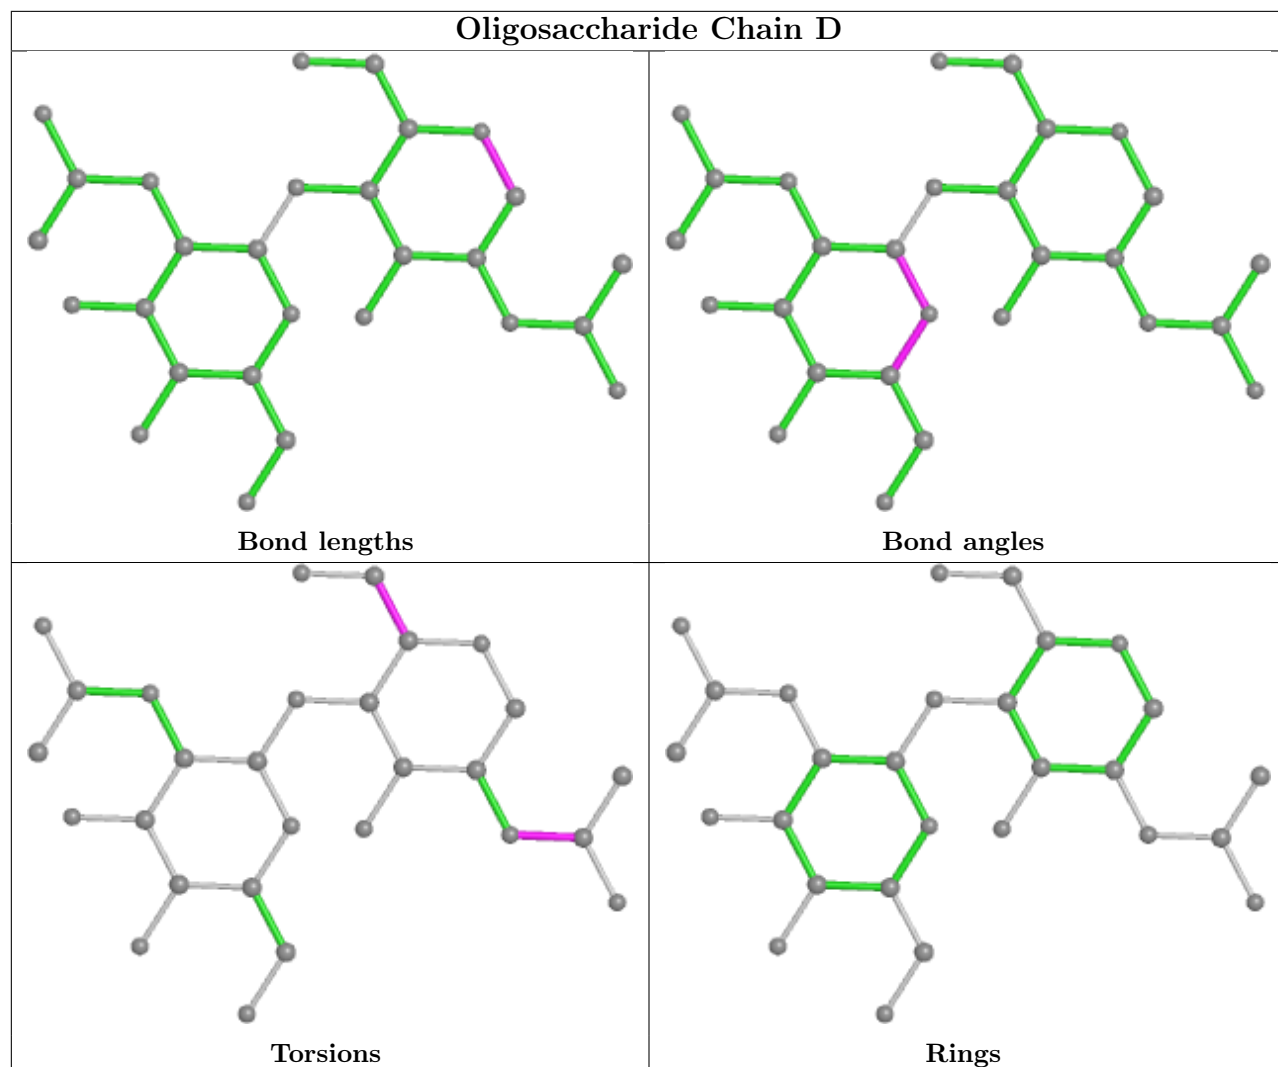 Oligosaccharide Chain D
Bond lengths
Bond angles
Torsions
Rings